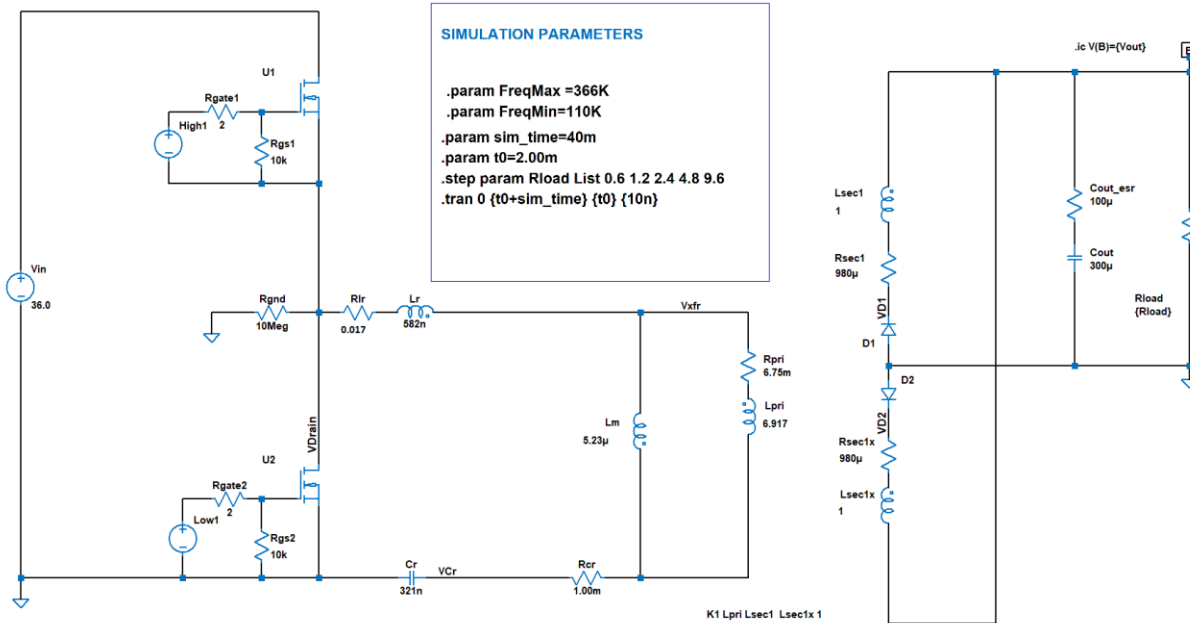 SIMULATION PARAMETERS
.param FreqMax =366K
.param FreqMin=110K
.param sim_time=40m
.param t0=2.00m
.step param Rload List 0.6 1.2 2.4 4.8 9.6
.tran 0 {t0+sim_time} {t0} {10n}
U1
Rgate1
2
High1
Rgs1
10k
Vin
36.0
Rgnd
10Meg
Rlr
0.017
Lr
582n
Vxfr
Rpri
6.75m
Lpri
6.917
Lm
5.23µ
VDrain
U2
Rgate2
2
Low1
Rgs2
10k
Cr
321n
VCr
Rcr
1.00m
K1 Lpri Lsec1 Lsec1x 1
.ic V(B)={Vout}
Lsec1
1
Rsec1
980µ
VD1
D1
D2
VD2
Rsec1x
980µ
Lsec1x
1
Cout_esr
100µ
Cout
300µ
Rload
{Rload}